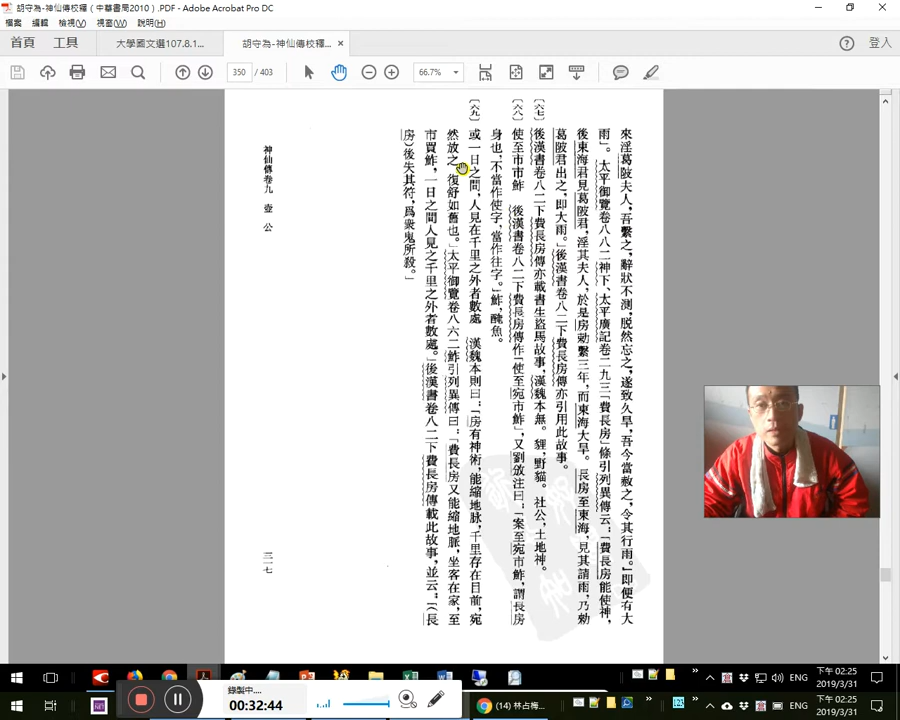 胡守為-神仙傳校釋（中華書局2010）.PDF - Adobe Acrobat Pro DC
檔案 編輯 檢視(V) 視窗(W) 說明(H)
首頁 工具 大學國文選107.8.1... 胡守為-神仙傳校釋... × 登入
350 / 403 66.7%
來淫葛陂夫人，吾繫之，辭狀不測，脫然忘之，遂致久旱，吾今當赦之，令其行雨。」即便有大
雨」。太平御覽卷八八二神下、太平廣記卷二九三「費長房」條引列異傳云：「費長房能使神，
後東海君見葛陂君，淫其夫人，於是房勅繫三年，而東海大旱。長房至東海，見其請雨，乃勅
葛陂君出之，即大雨。」後漢書卷八二下費長房傳亦引用此故事。
〔六七〕後漢書卷八二下費長房傳亦載書生盜馬故事，漢魏本無。貍，野貓。社公，土地神。
〔六八〕使至市市鮓 後漢書卷八二下費長房傳作「使至宛市鮓」，又劉攽注曰：「案至宛市鮓，謂長房
身也，不當作使字，當作往字。」鮓，醃魚。
〔六九〕或一日之間，人見在千里之外者數處 漢魏本則曰：「房有神術，能縮地脉，千里存在目前，宛
然放之，復舒如舊也。」太平御覽卷八六二鮓引列異傳曰：「費長房又能縮地脈，坐客在家，至
市買鮓，一日之間人見之千里之外者數處。」後漢書卷八二下費長房傳載此故事，並云：「（長
房）後失其符，爲衆鬼所殺。」
神仙傳卷九 壺公
三一七
ENG 下午 02:25 2019/3/31
錄製中....
00:32:44
(14) 林占梅...
ENG 下午 02:25 2019/3/31